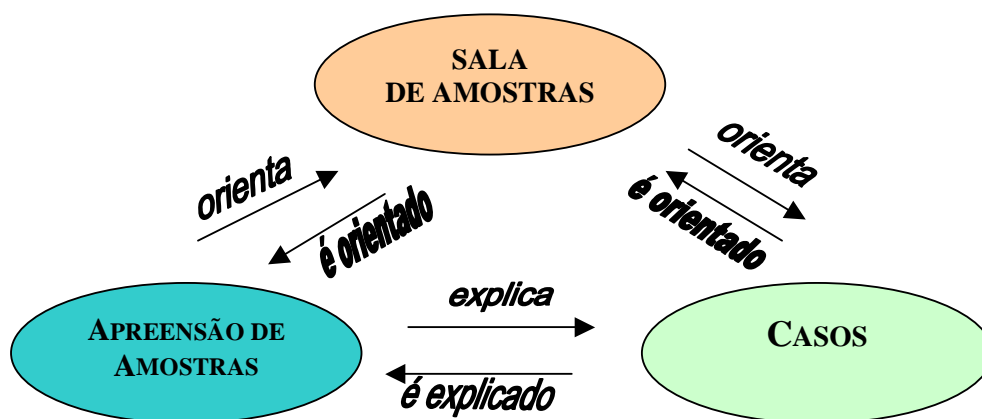 SALA
DE AMOSTRAS
orienta
é orientado
orienta
é orientado
explica
é explicado
APREENSÃO DE
AMOSTRAS
CASOS